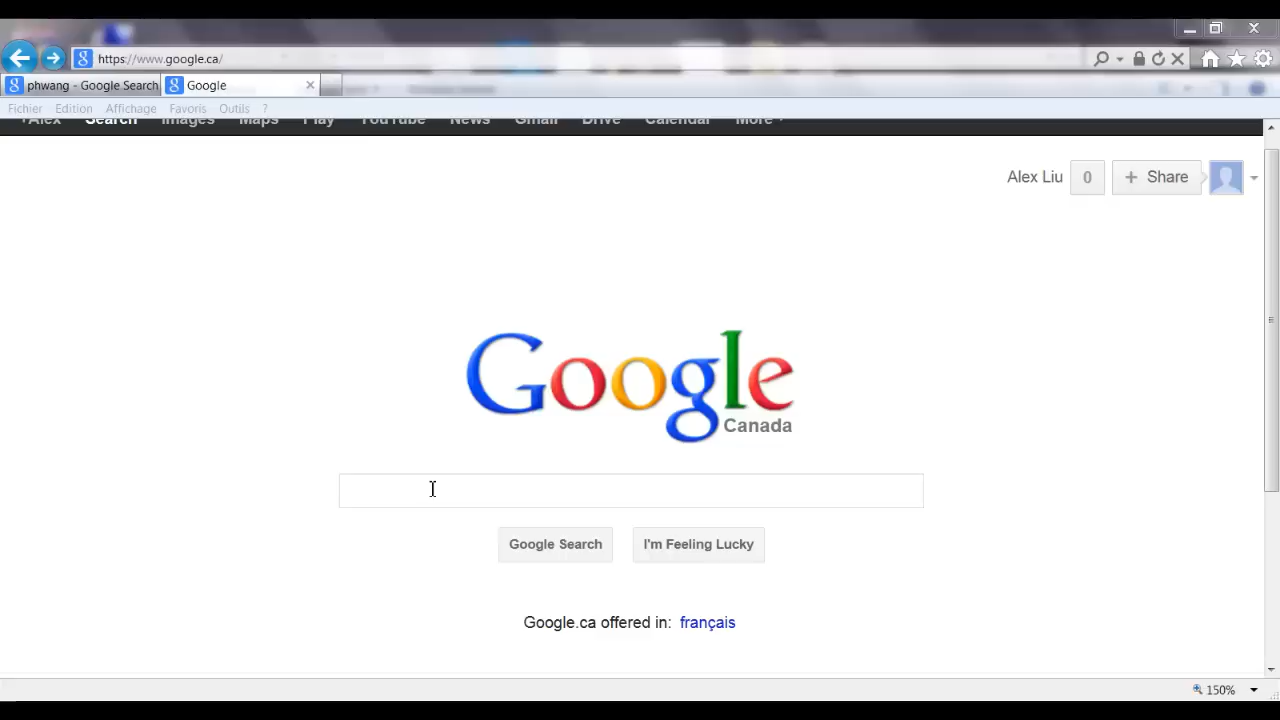 https://www.google.ca/
phwang - Google Search
Google
Fichier Edition Affichage Favoris Outils ?
+Alex Search Images Maps Play YouTube News Gmail Drive Calendar More
Alex Liu 0 + Share
Google
Canada
Google Search I'm Feeling Lucky
Google.ca offered in: français
150%